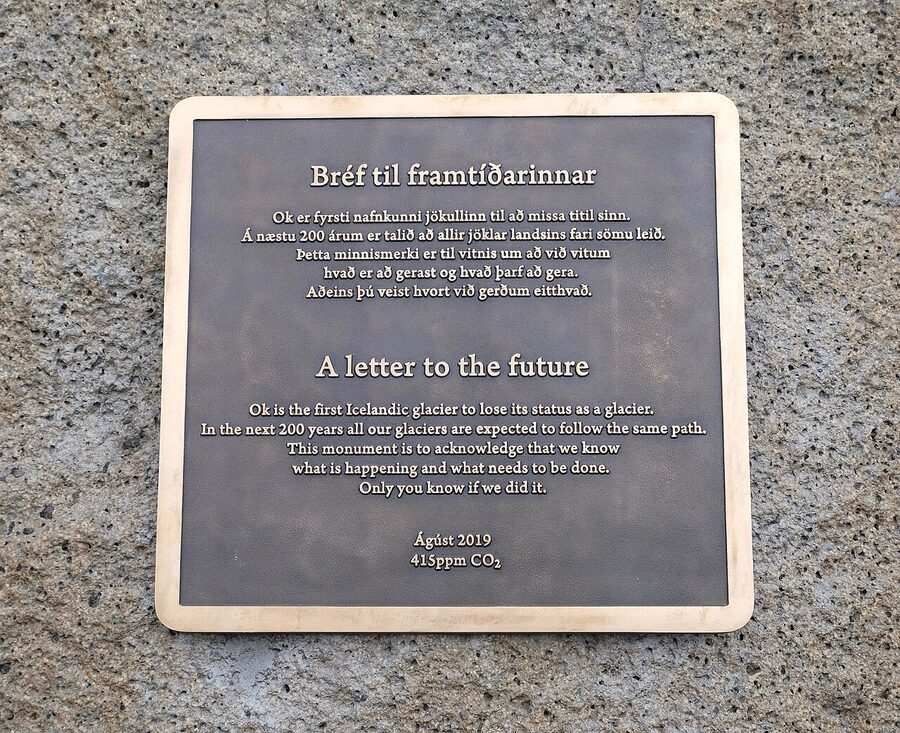 Bréf til framtíðarinnar
Ok er fyrsti nafnkunni jökullinn til að missa titil sinn.
Á næstu 200 árum er talið að allir jöklar landsins fari sömu leið.
Þetta minnismerki er til vitnis um að við vitum
hvað er að gerast og hvað þarf að gera.
Aðeins þú veist hvort við gerðum eitthvað.
A letter to the future
Ok is the first Icelandic glacier to lose its status as a glacier.
In the next 200 years all our glaciers are expected to follow the same path.
This monument is to acknowledge that we know
what is happening and what needs to be done.
Only you know if we did it.
Ágúst 2019
415ppm CO₂